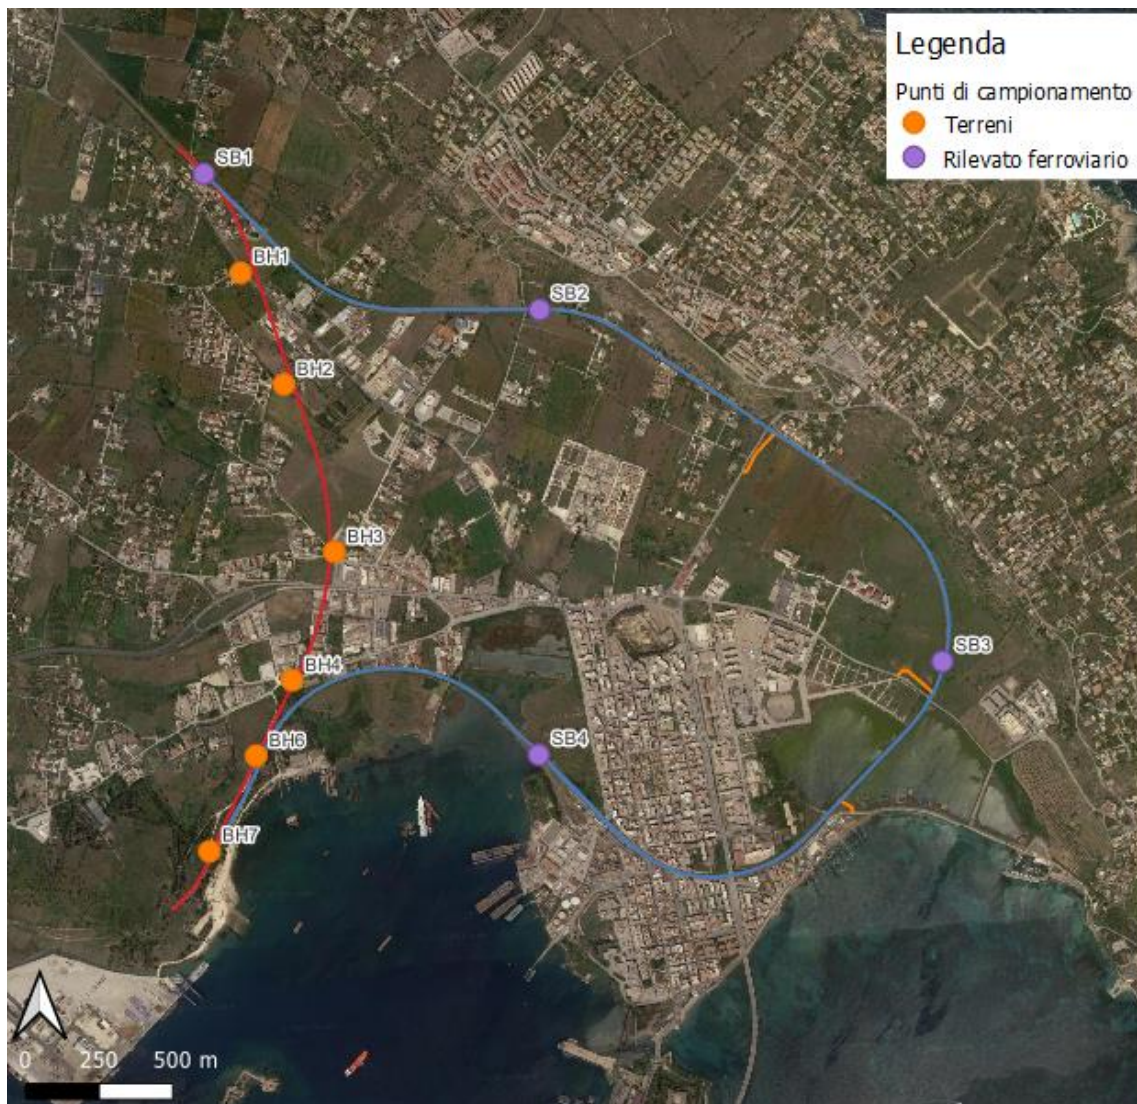 Legenda
Punti di campionamento
Terreni
Rilevato ferroviario
SB1
BH1
SB2
BH2
BH3
SB3
BH4
SB4
BH6
BH7
0 250 500 m